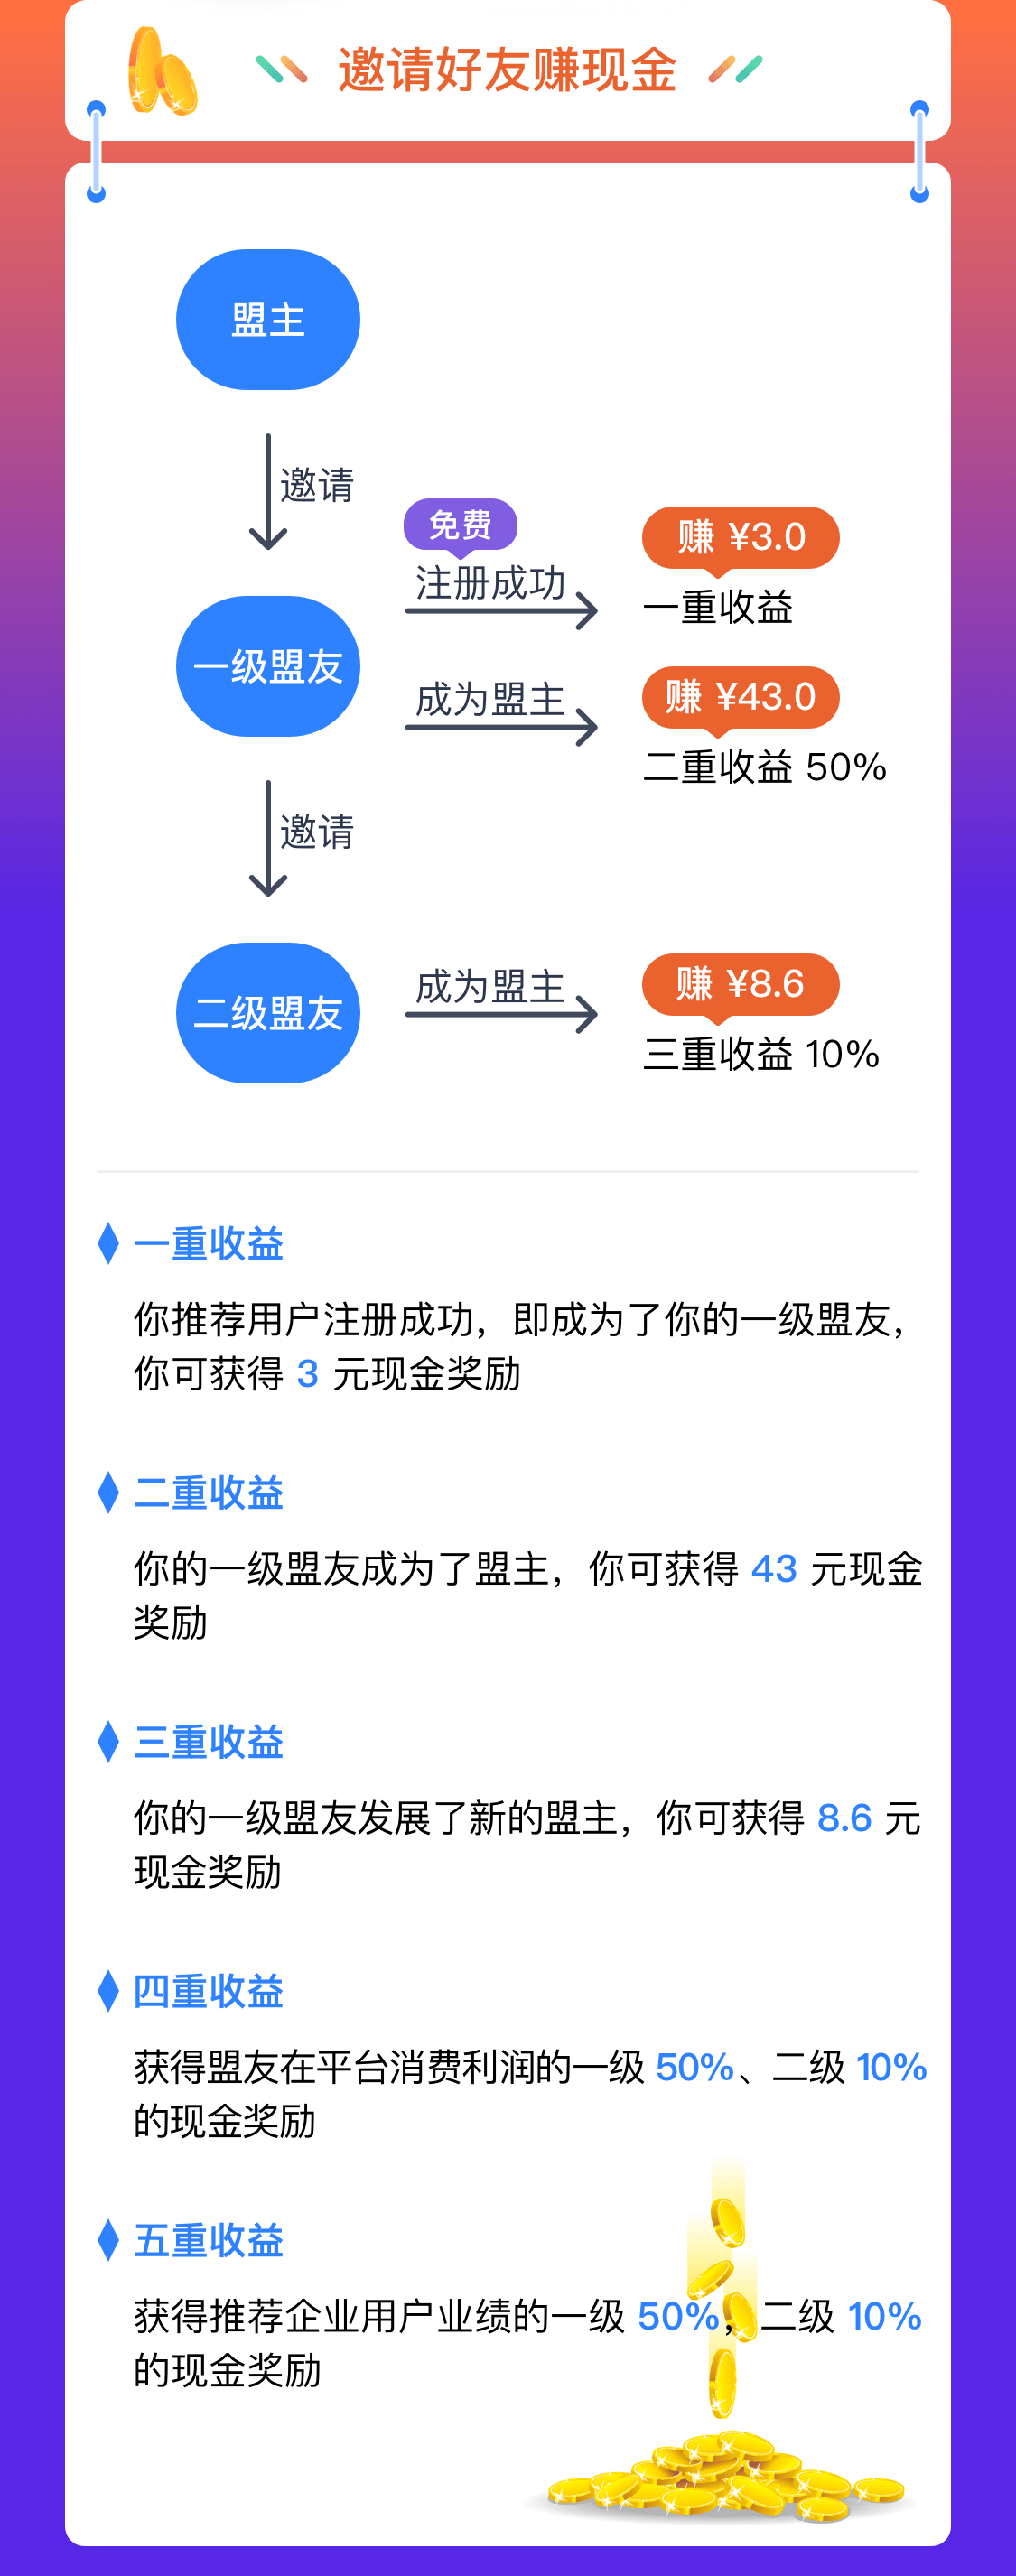 邀请好友赚现金
盟主
邀请
免费
注册成功
赚 ¥3.0
一重收益
一级盟友
成为盟主
赚 ¥43.0
二重收益 50%
邀请
二级盟友
成为盟主
赚 ¥8.6
三重收益 10%
一重收益
你推荐用户注册成功，即成为了你的一级盟友，
你可获得 3 元现金奖励
二重收益
你的一级盟友成为了盟主，你可获得 43 元现金
奖励
三重收益
你的一级盟友发展了新的盟主，你可获得 8.6 元
现金奖励
四重收益
获得盟友在平台消费利润的一级 50%、二级 10%
的现金奖励
五重收益
获得推荐企业用户业绩的一级 50%，二级 10%
的现金奖励